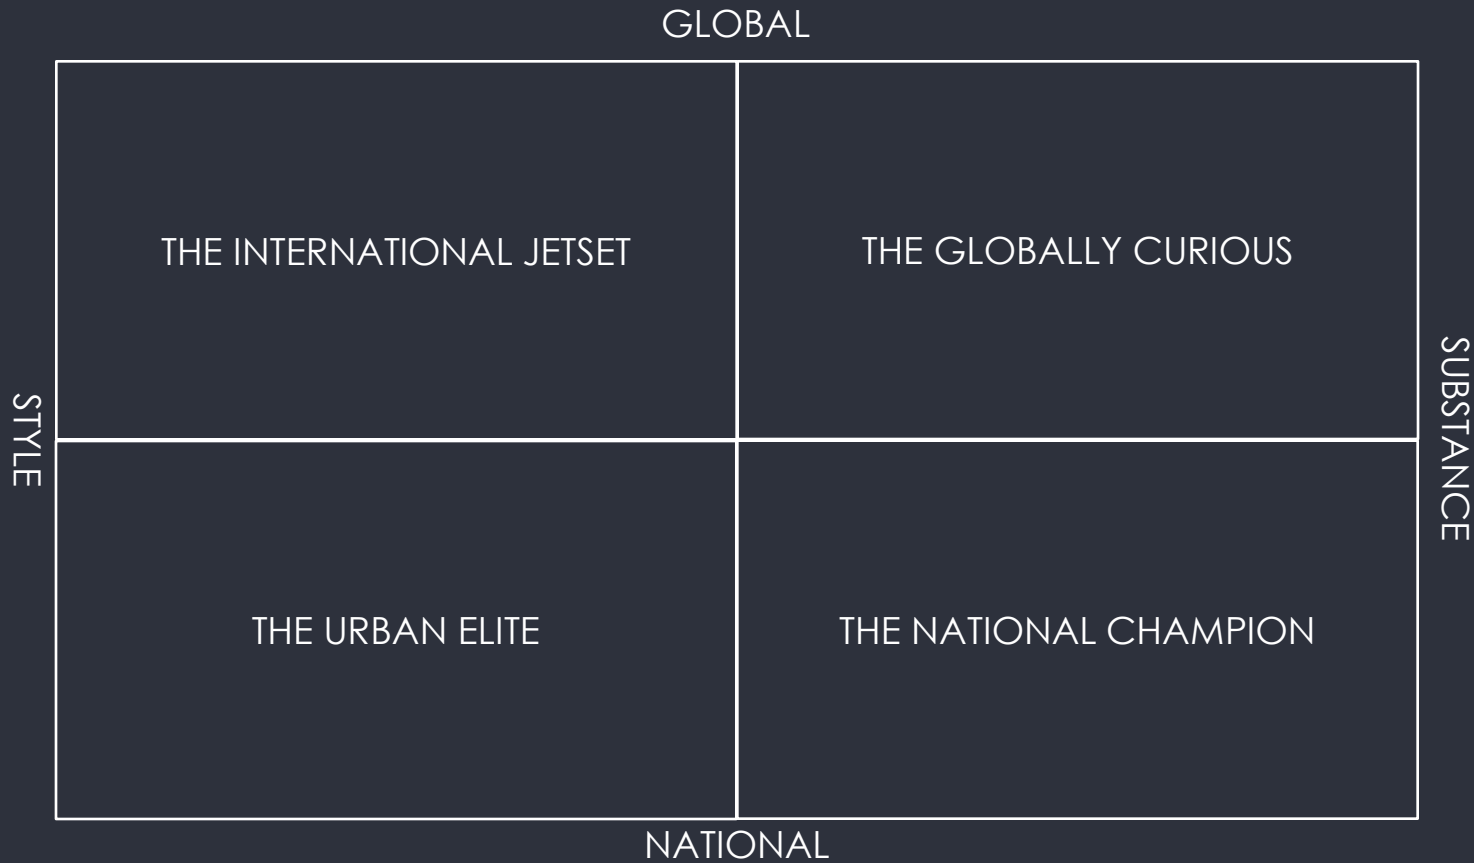 GLOBAL
THE INTERNATIONAL JETSET
THE GLOBALLY CURIOUS
STYLE
SUBSTANCE
THE URBAN ELITE
THE NATIONAL CHAMPION
NATIONAL